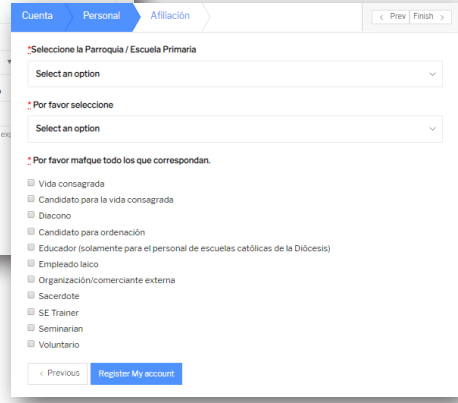 Cuenta Personal Afiliación < Prev Finish >
*Seleccione la Parroquia / Escuela Primaria
Select an option
* Por favor seleccione
Select an option
* Por favor mafque todo los que correspondan.
Vida consagrada
Candidato para la vida consagrada
Diacono
Candidato para ordenación
Educador (solamente para el personal de escuelas católicas de la Diócesis)
Empleado laico
Organización/comerciante externa
Sacerdote
SE Trainer
Seminarian
Voluntario
< Previous Register My account